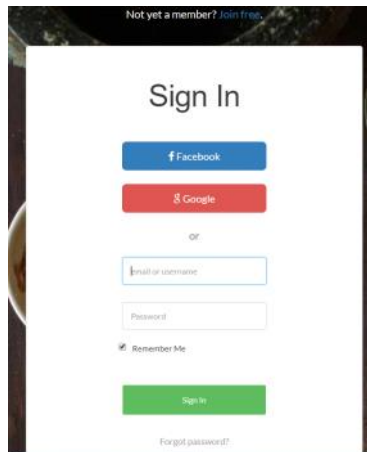 Not yet a member? Join free.
Sign In
Facebook
Google
or
email or username
Password
Remember Me
Sign In
Forgot password?